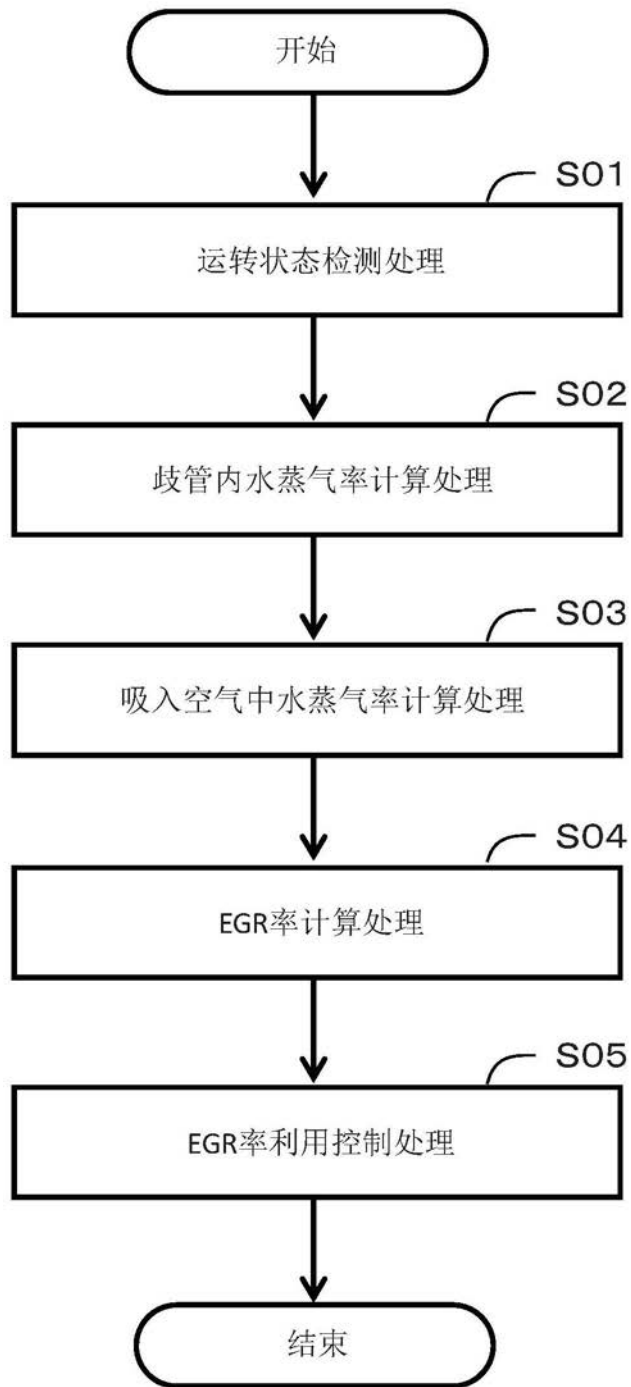 开始
S01
运转状态检测处理
S02
歧管内水蒸气率计算处理
S03
吸入空气中水蒸气率计算处理
S04
EGR率计算处理
S05
EGR率利用控制处理
结束